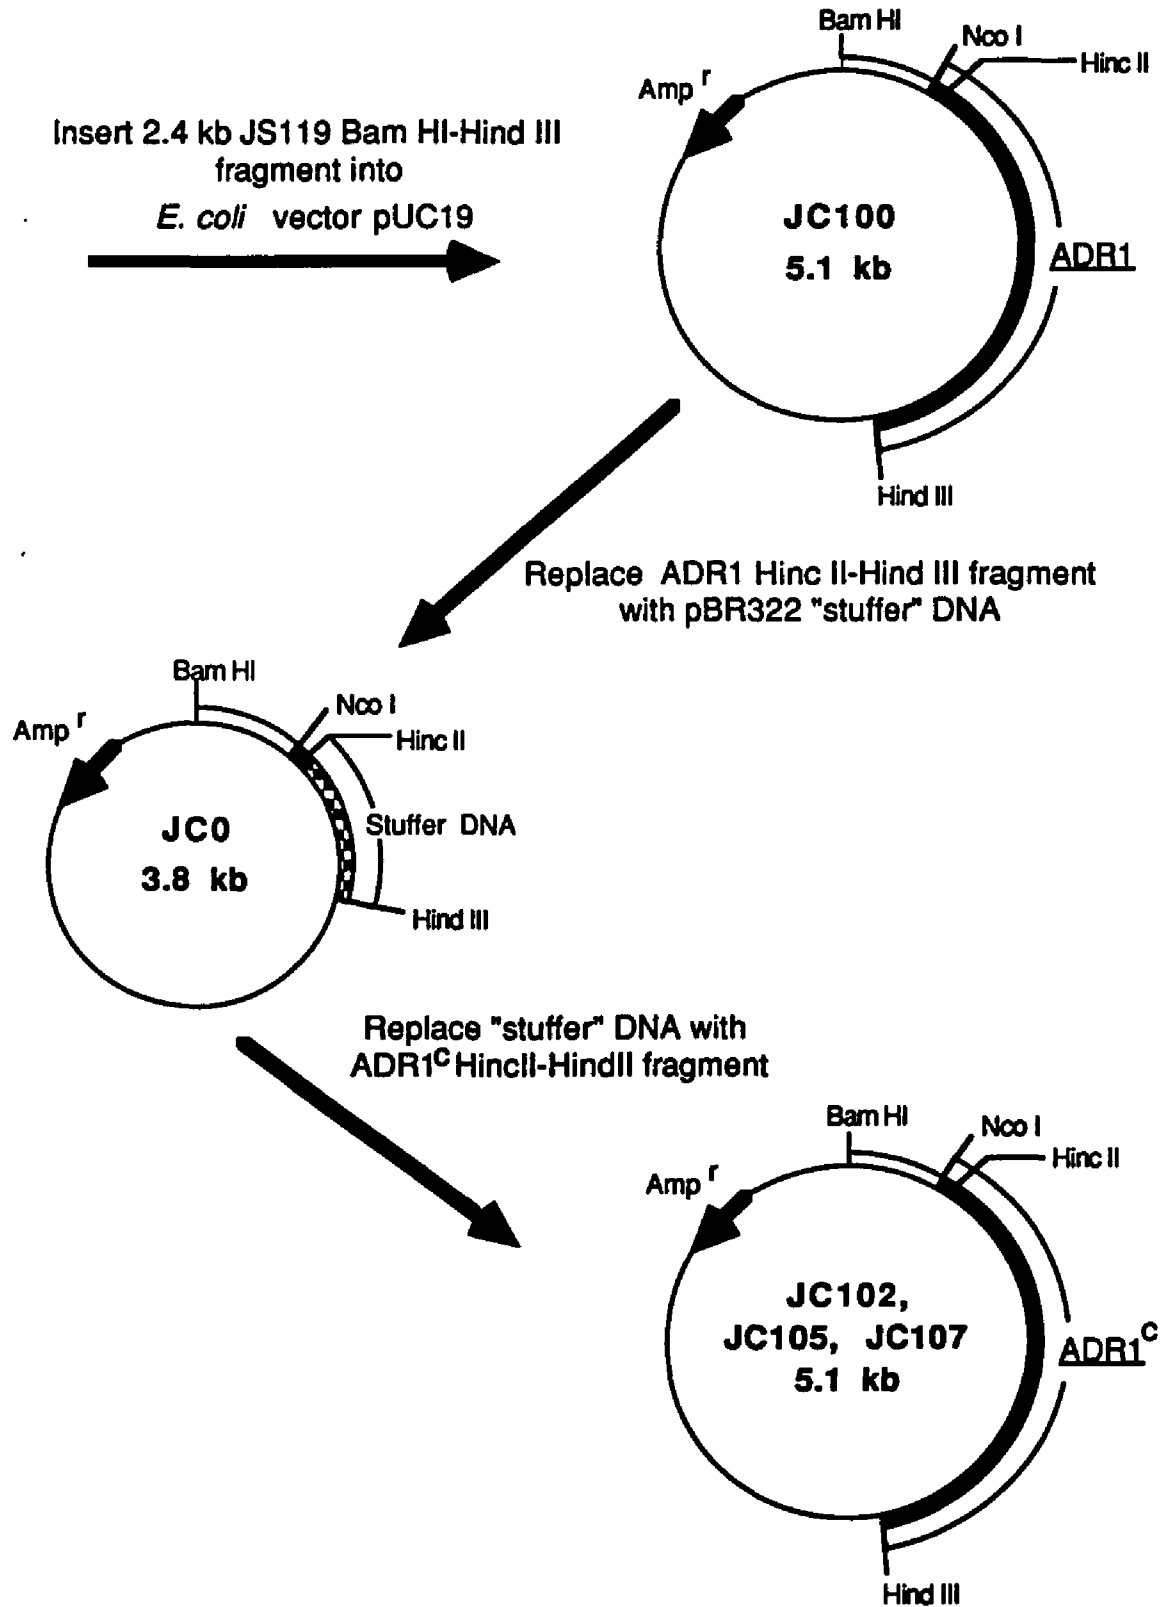 Bam HI
Nco I
Hinc II
Amp r
Insert 2.4 kb JS119 Bam HI-Hind III
fragment into
E. coli vector pUC19
JC100
5.1 kb
ADR1
Hind III
Replace ADR1 Hinc II-Hind III fragment
with pBR322 "stuffer" DNA
Bam HI
Nco I
Amp r
Hinc II
Stuffer DNA
JC0
3.8 kb
Hind III
Replace "stuffer" DNA with
ADR1C HincII-HindII fragment
Bam HI
Nco I
Hinc II
Amp r
JC102,
JC105, JC107
5.1 kb
ADR1C
Hind III